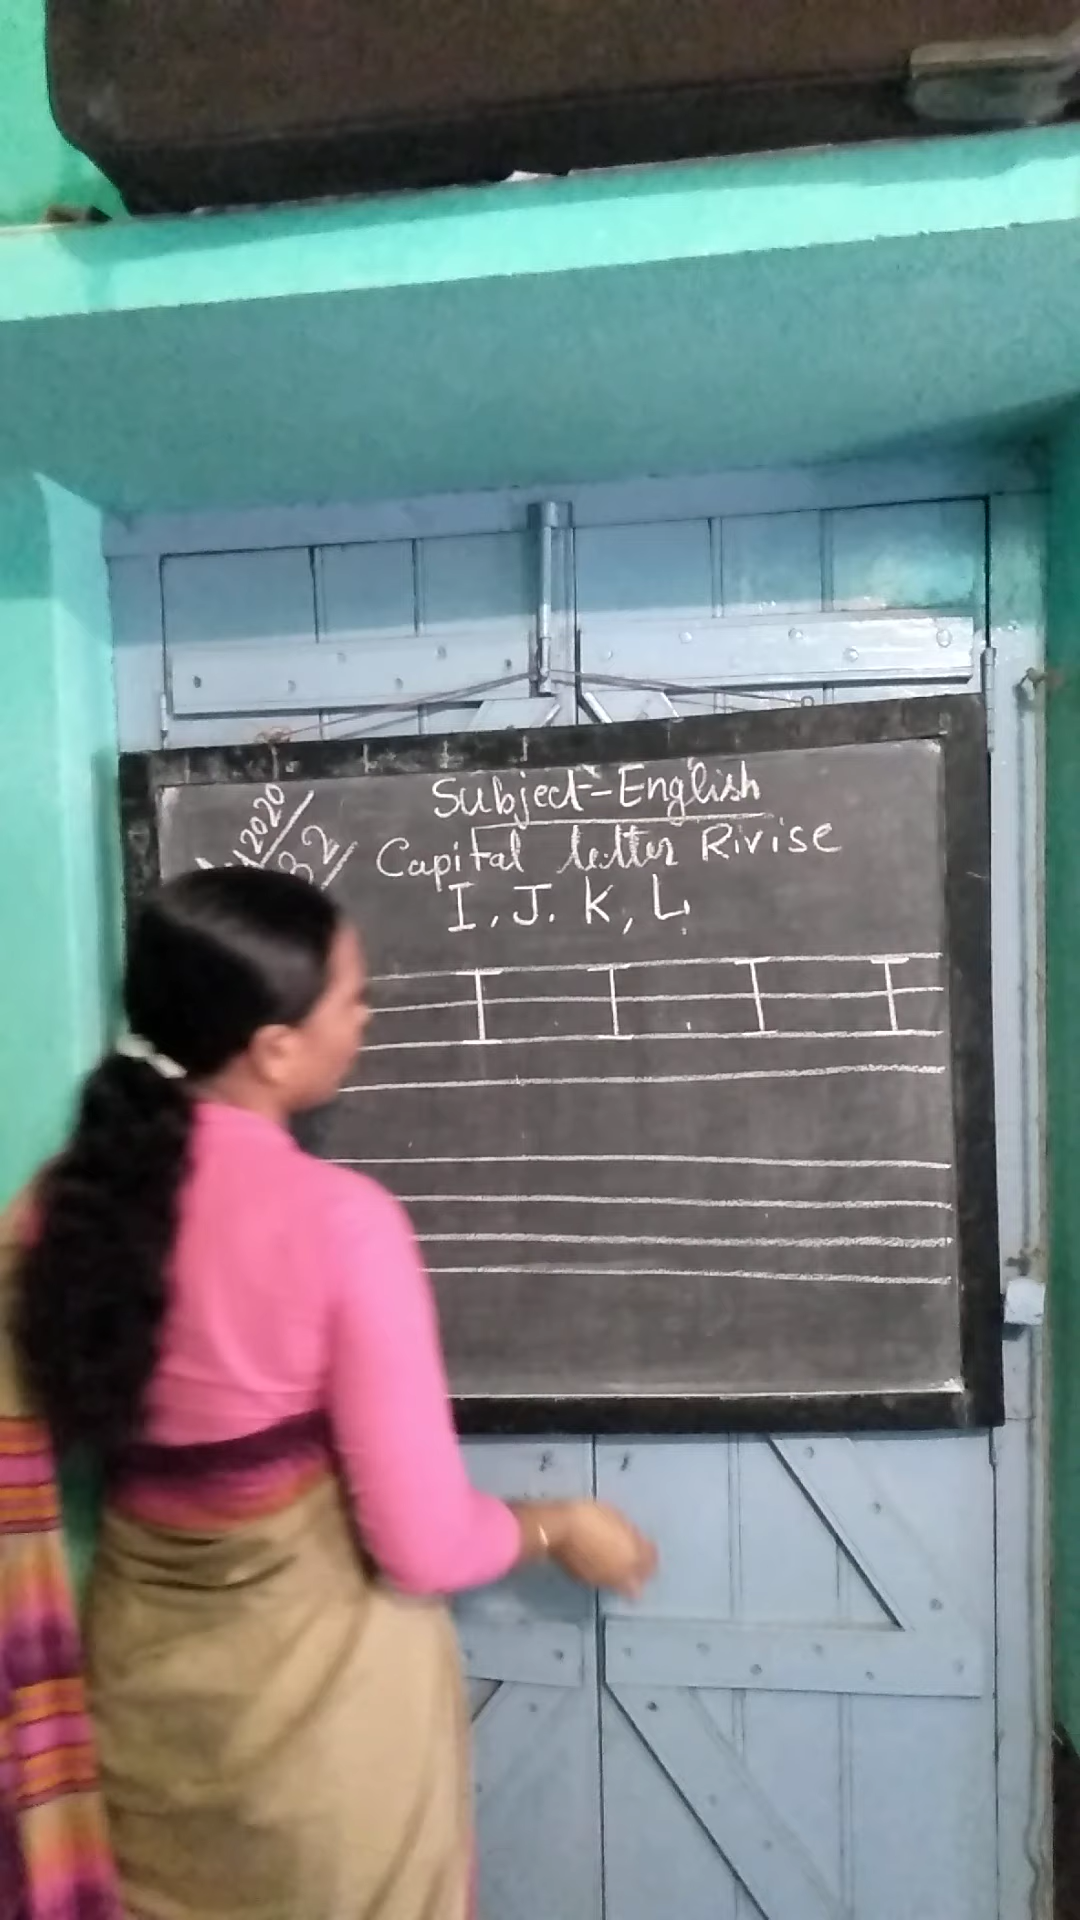 Subject - English
Capital letter Rivise
I, J. K, L.
2020
32
I I I I